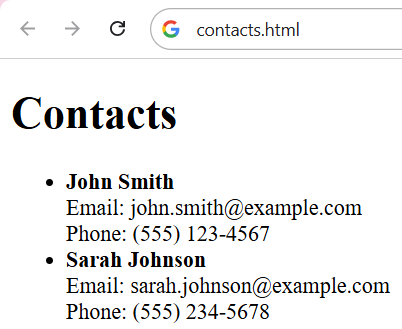 contacts.html
Contacts
• John Smith
Email: john.smith@example.com
Phone: (555) 123-4567
• Sarah Johnson
Email: sarah.johnson@example.com
Phone: (555) 234-5678